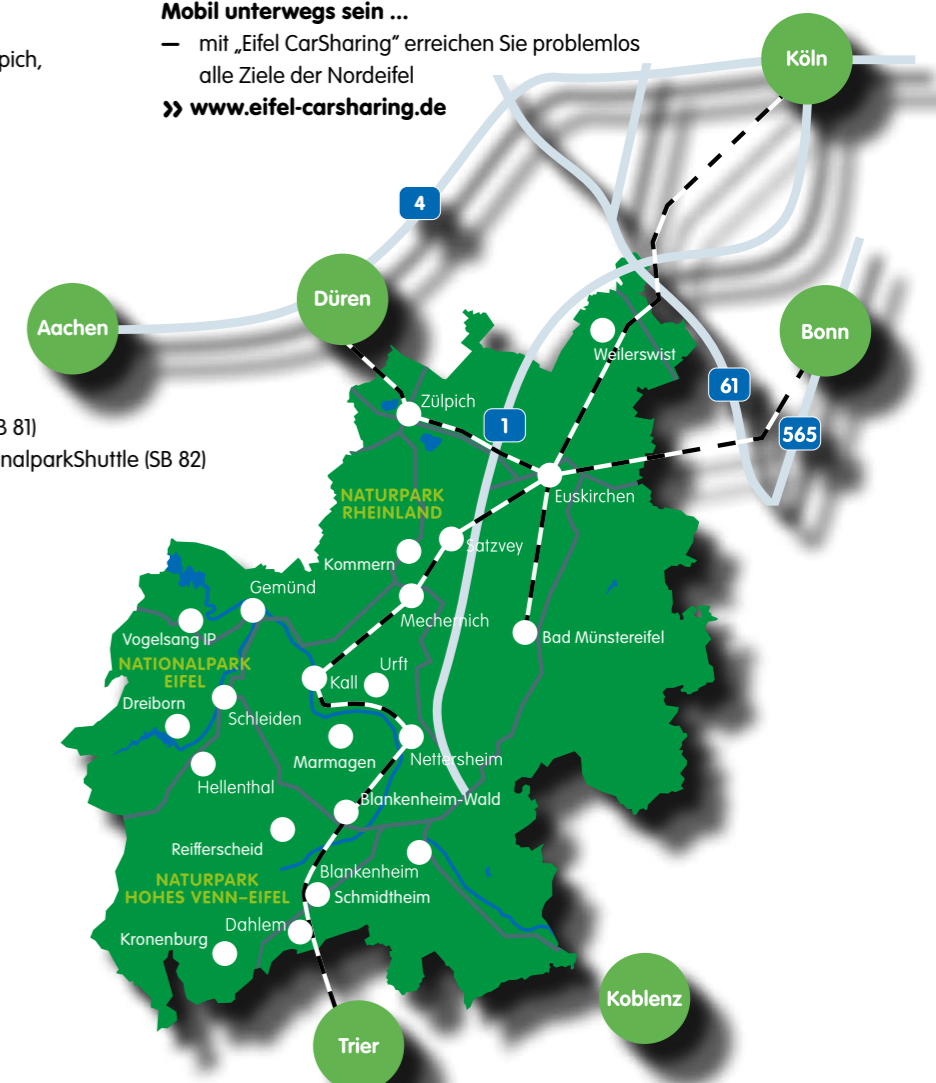 Mobil unterwegs sein ...
– mit „Eifel CarSharing“ erreichen Sie problemlos
alle Ziele der Nordeifel
›› www.eifel-carsharing.de
pich,
B 81)
nalparkShuttle (SB 82)
Köln
4
Düren
Aachen
Bonn
Weilerswist
61
Zülpich
1
565
NATURPARK
RHEINLAND
Euskirchen
Satzvey
Kommern
Gemünd
Mechernich
Vogelsang IP
Bad Münstereifel
NATIONALPARK
EIFEL
Urft
Kall
Dreiborn
Schleiden
Marmagen
Nettersheim
Hellenthal
Blankenheim-Wald
Reifferscheid
Blankenheim
NATURPARK
HOHES VENN–EIFEL
Schmidtheim
Dahlem
Kronenburg
Koblenz
Trier